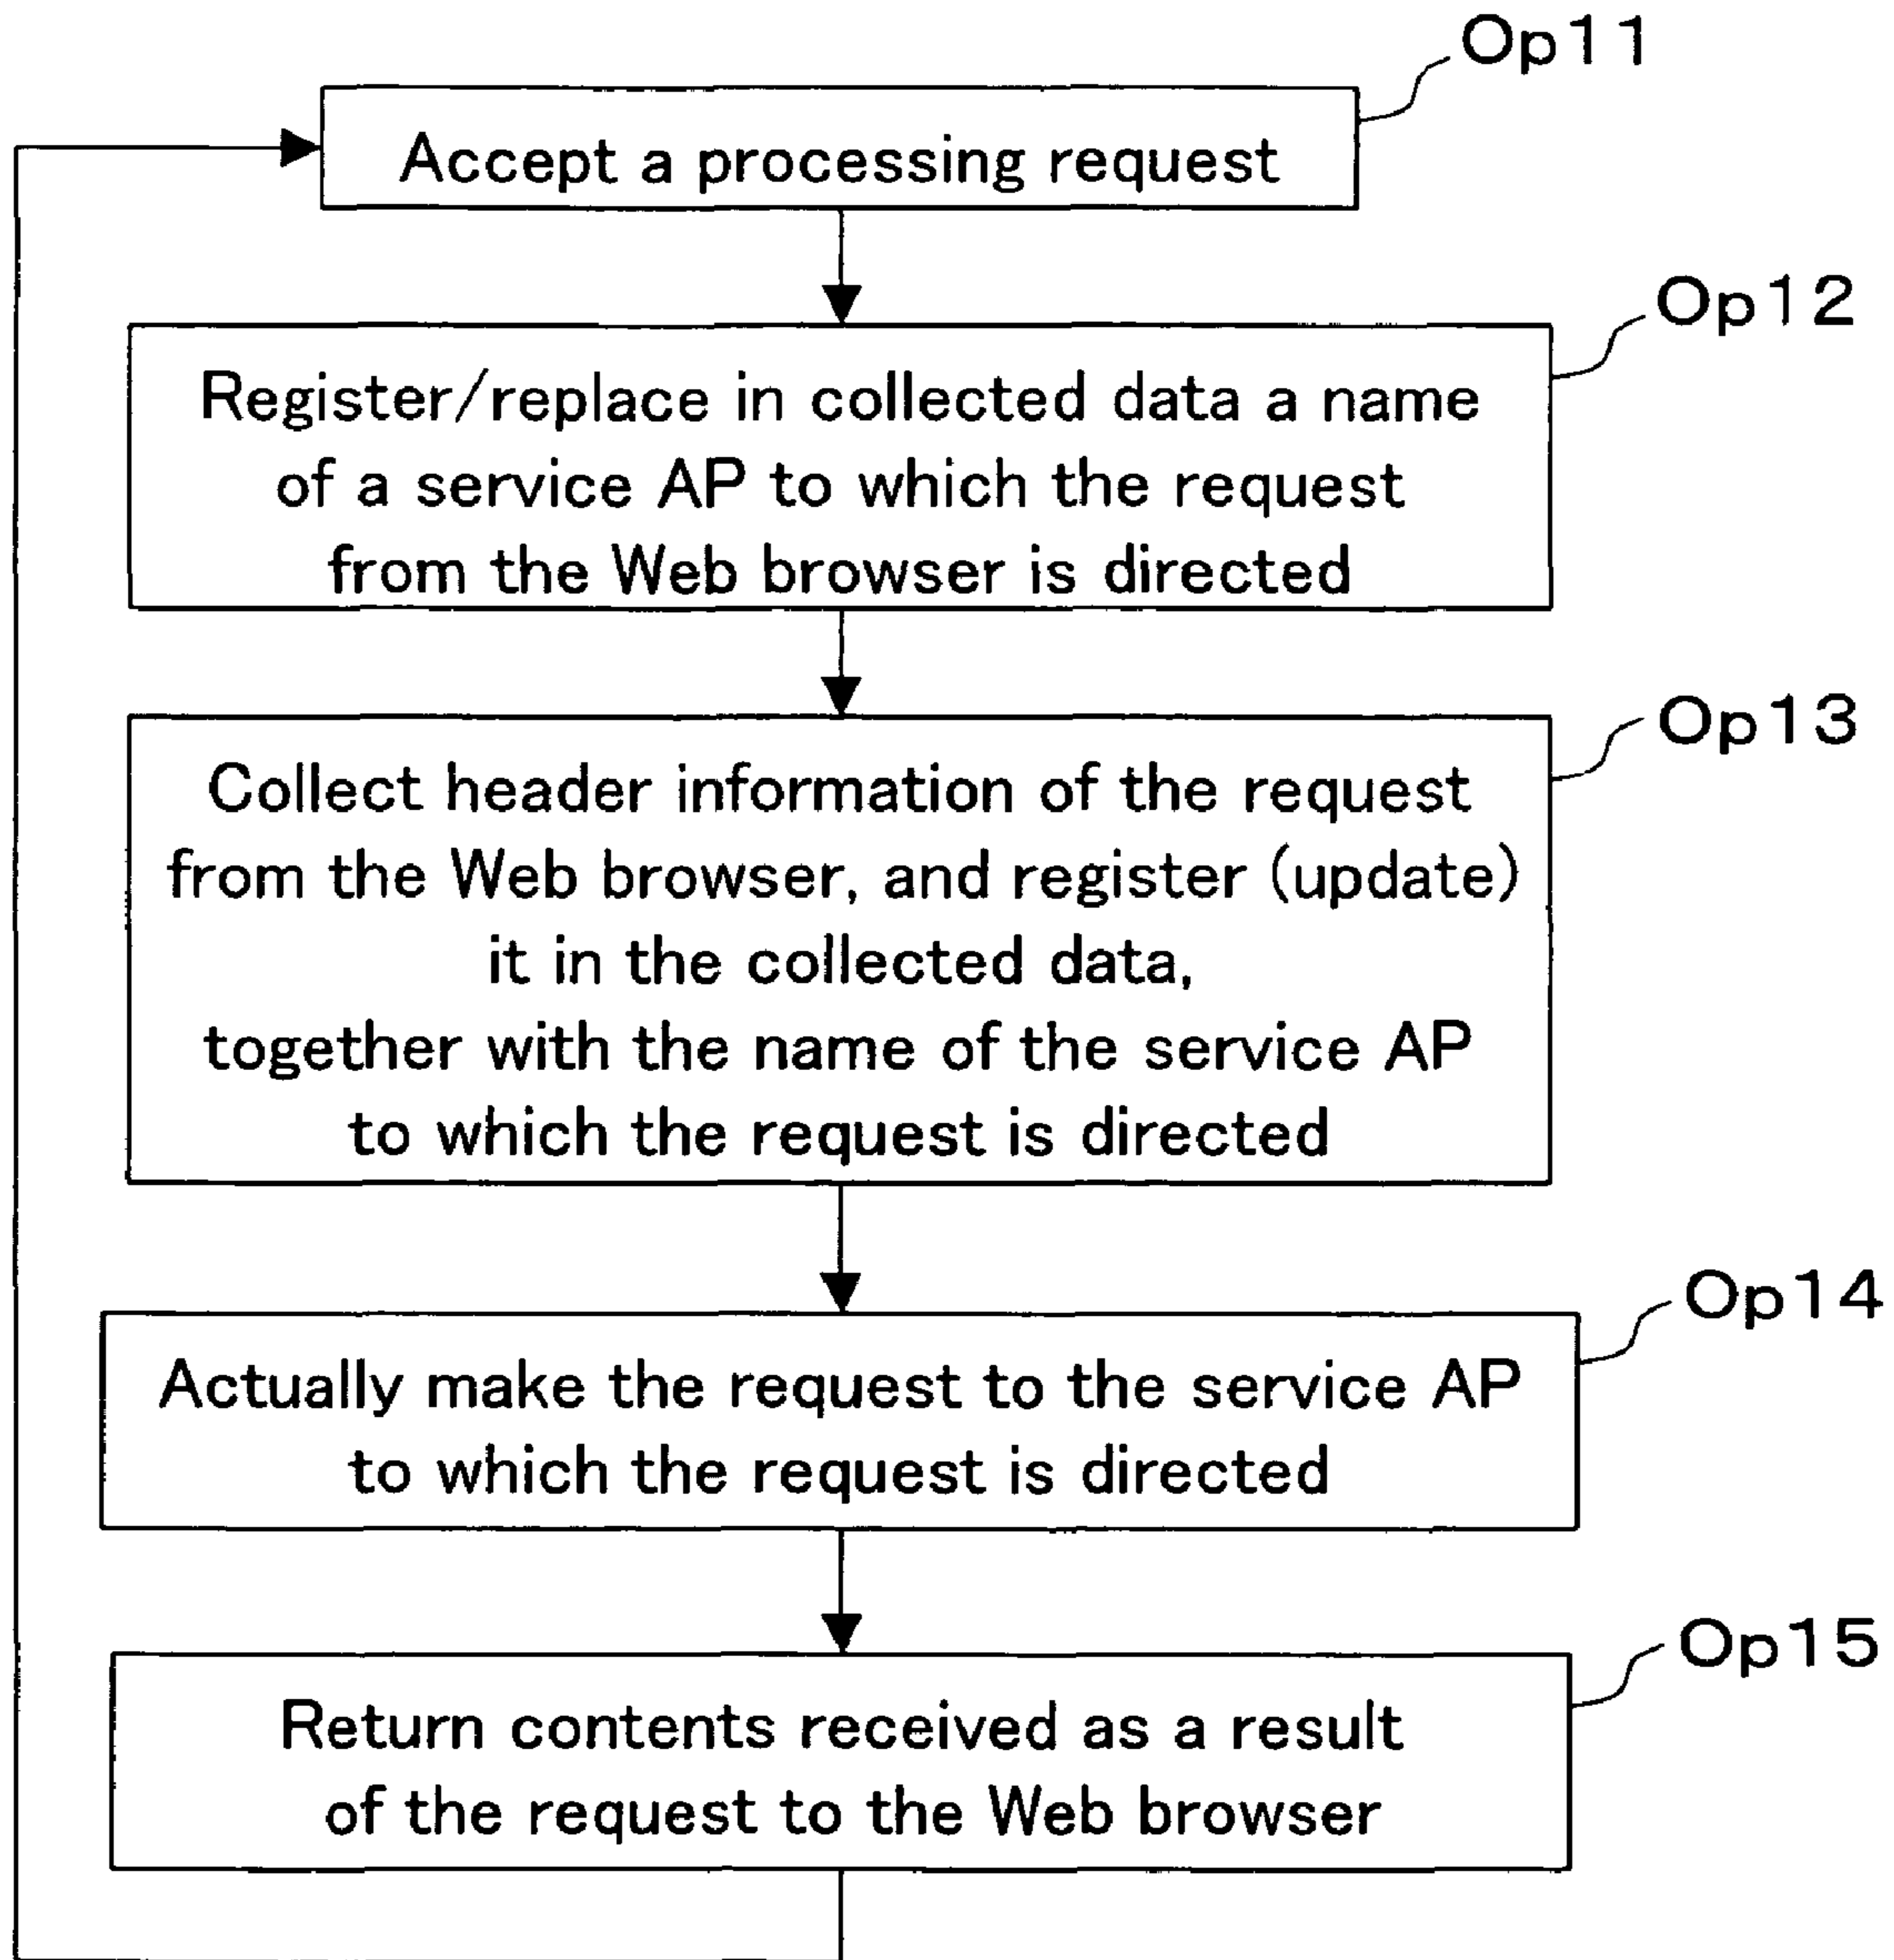 Op11
Accept a processing request
Op12
Register/replace in collected data a name
of a service AP to which the request
from the Web browser is directed
Op13
Collect header information of the request
from the Web browser, and register (update)
it in the collected data,
together with the name of the service AP
to which the request is directed
Op14
Actually make the request to the service AP
to which the request is directed
Op15
Return contents received as a result
of the request to the Web browser